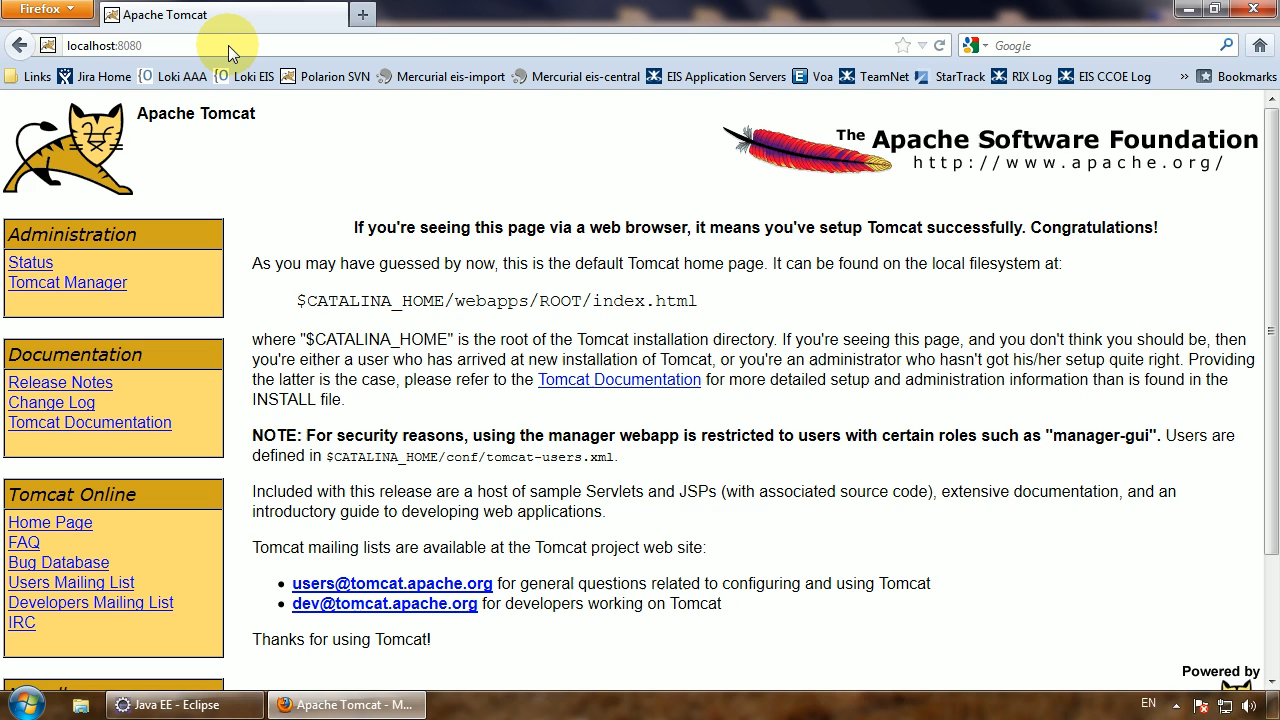 Firefox
Apache Tomcat
localhost:8080
Google
Links
Jira Home
Loki AAA
Loki EIS
Polarion SVN
Mercurial eis-import
Mercurial eis-central
EIS Application Servers
Voa
TeamNet
StarTrack
RIX Log
EIS CCOE Log
»
Bookmarks
Apache Tomcat
The Apache Software Foundation
http://www.apache.org/
Administration
Status
Tomcat Manager
Documentation
Release Notes
Change Log
Tomcat Documentation
Tomcat Online
Home Page
FAQ
Bug Database
Users Mailing List
Developers Mailing List
IRC
If you're seeing this page via a web browser, it means you've setup Tomcat successfully. Congratulations!
As you may have guessed by now, this is the default Tomcat home page. It can be found on the local filesystem at:
$CATALINA_HOME/webapps/ROOT/index.html
where "$CATALINA_HOME" is the root of the Tomcat installation directory. If you're seeing this page, and you don't think you should be, then
you're either a user who has arrived at new installation of Tomcat, or you're an administrator who hasn't got his/her setup quite right. Providing
the latter is the case, please refer to the Tomcat Documentation for more detailed setup and administration information than is found in the
INSTALL file.
NOTE: For security reasons, using the manager webapp is restricted to users with certain roles such as "manager-gui". Users are
defined in $CATALINA_HOME/conf/tomcat-users.xml.
Included with this release are a host of sample Servlets and JSPs (with associated source code), extensive documentation, and an
introductory guide to developing web applications.
Tomcat mailing lists are available at the Tomcat project web site:
• users@tomcat.apache.org for general questions related to configuring and using Tomcat
• dev@tomcat.apache.org for developers working on Tomcat
Thanks for using Tomcat!
Powered by
Java EE - Eclipse
Apache Tomcat - M...
EN